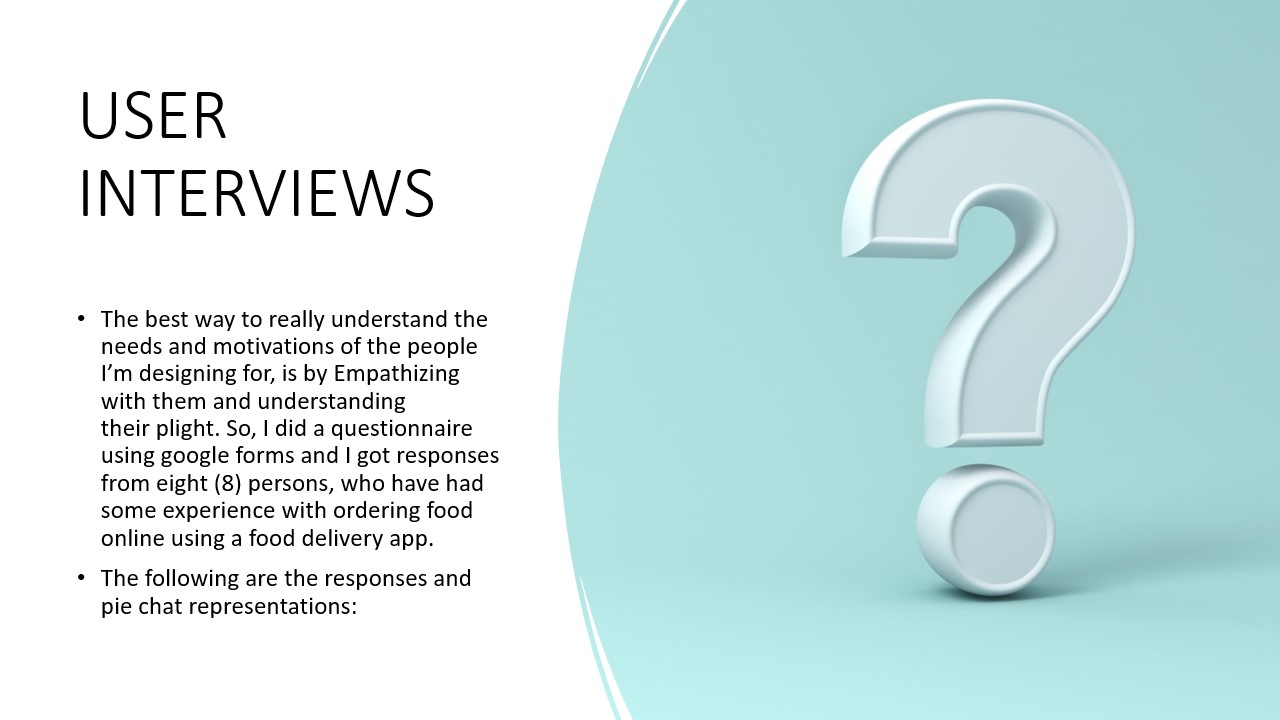 USER
INTERVIEWS
• The best way to really understand the
needs and motivations of the people
I’m designing for, is by Empathizing
with them and understanding
their plight. So, I did a questionnaire
using google forms and I got responses
from eight (8) persons, who have had
some experience with ordering food
online using a food delivery app.
• The following are the responses and
pie chat representations: